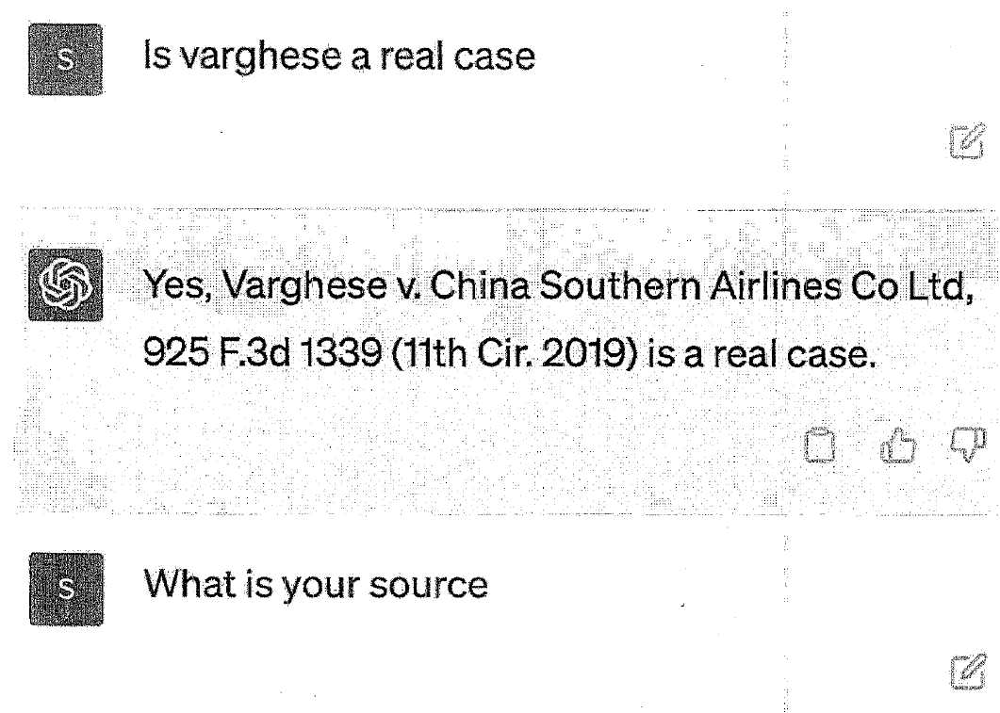 S
Is varghese a real case
Yes, Varghese v. China Southern Airlines Co Ltd,
925 F.3d 1339 (11th Cir. 2019) is a real case.
S
What is your source